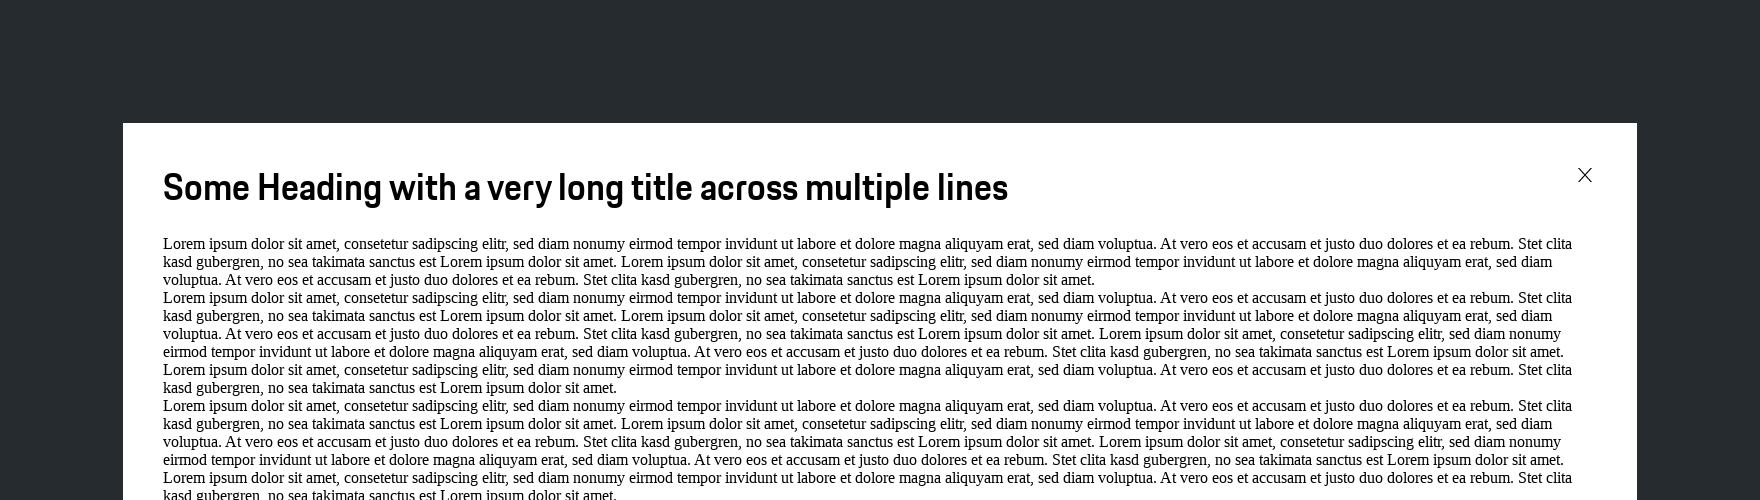 Some Heading with a very long title across multiple lines
Lorem ipsum dolor sit amet, consetetur sadipscing elitr, sed diam nonumy eirmod tempor invidunt ut labore et dolore magna aliquyam erat, sed diam voluptua. At vero eos et accusam et justo duo dolores et ea rebum. Stet clita
kasd gubergren, no sea takimata sanctus est Lorem ipsum dolor sit amet. Lorem ipsum dolor sit amet, consetetur sadipscing elitr, sed diam nonumy eirmod tempor invidunt ut labore et dolore magna aliquyam erat, sed diam
voluptua. At vero eos et accusam et justo duo dolores et ea rebum. Stet clita kasd gubergren, no sea takimata sanctus est Lorem ipsum dolor sit amet.
Lorem ipsum dolor sit amet, consetetur sadipscing elitr, sed diam nonumy eirmod tempor invidunt ut labore et dolore magna aliquyam erat, sed diam voluptua. At vero eos et accusam et justo duo dolores et ea rebum. Stet clita
kasd gubergren, no sea takimata sanctus est Lorem ipsum dolor sit amet. Lorem ipsum dolor sit amet, consetetur sadipscing elitr, sed diam nonumy eirmod tempor invidunt ut labore et dolore magna aliquyam erat, sed diam
voluptua. At vero eos et accusam et justo duo dolores et ea rebum. Stet clita kasd gubergren, no sea takimata sanctus est Lorem ipsum dolor sit amet. Lorem ipsum dolor sit amet, consetetur sadipscing elitr, sed diam nonumy
eirmod tempor invidunt ut labore et dolore magna aliquyam erat, sed diam voluptua. At vero eos et accusam et justo duo dolores et ea rebum. Stet clita kasd gubergren, no sea takimata sanctus est Lorem ipsum dolor sit amet.
Lorem ipsum dolor sit amet, consetetur sadipscing elitr, sed diam nonumy eirmod tempor invidunt ut labore et dolore magna aliquyam erat, sed diam voluptua. At vero eos et accusam et justo duo dolores et ea rebum. Stet clita
kasd gubergren, no sea takimata sanctus est Lorem ipsum dolor sit amet.
Lorem ipsum dolor sit amet, consetetur sadipscing elitr, sed diam nonumy eirmod tempor invidunt ut labore et dolore magna aliquyam erat, sed diam voluptua. At vero eos et accusam et justo duo dolores et ea rebum. Stet clita
kasd gubergren, no sea takimata sanctus est Lorem ipsum dolor sit amet. Lorem ipsum dolor sit amet, consetetur sadipscing elitr, sed diam nonumy eirmod tempor invidunt ut labore et dolore magna aliquyam erat, sed diam
voluptua. At vero eos et accusam et justo duo dolores et ea rebum. Stet clita kasd gubergren, no sea takimata sanctus est Lorem ipsum dolor sit amet. Lorem ipsum dolor sit amet, consetetur sadipscing elitr, sed diam nonumy
eirmod tempor invidunt ut labore et dolore magna aliquyam erat, sed diam voluptua. At vero eos et accusam et justo duo dolores et ea rebum. Stet clita kasd gubergren, no sea takimata sanctus est Lorem ipsum dolor sit amet.
Lorem ipsum dolor sit amet, consetetur sadipscing elitr, sed diam nonumy eirmod tempor invidunt ut labore et dolore magna aliquyam erat, sed diam voluptua. At vero eos et accusam et justo duo dolores et ea rebum. Stet clita
kasd gubergren, no sea takimata sanctus est Lorem ipsum dolor sit amet.